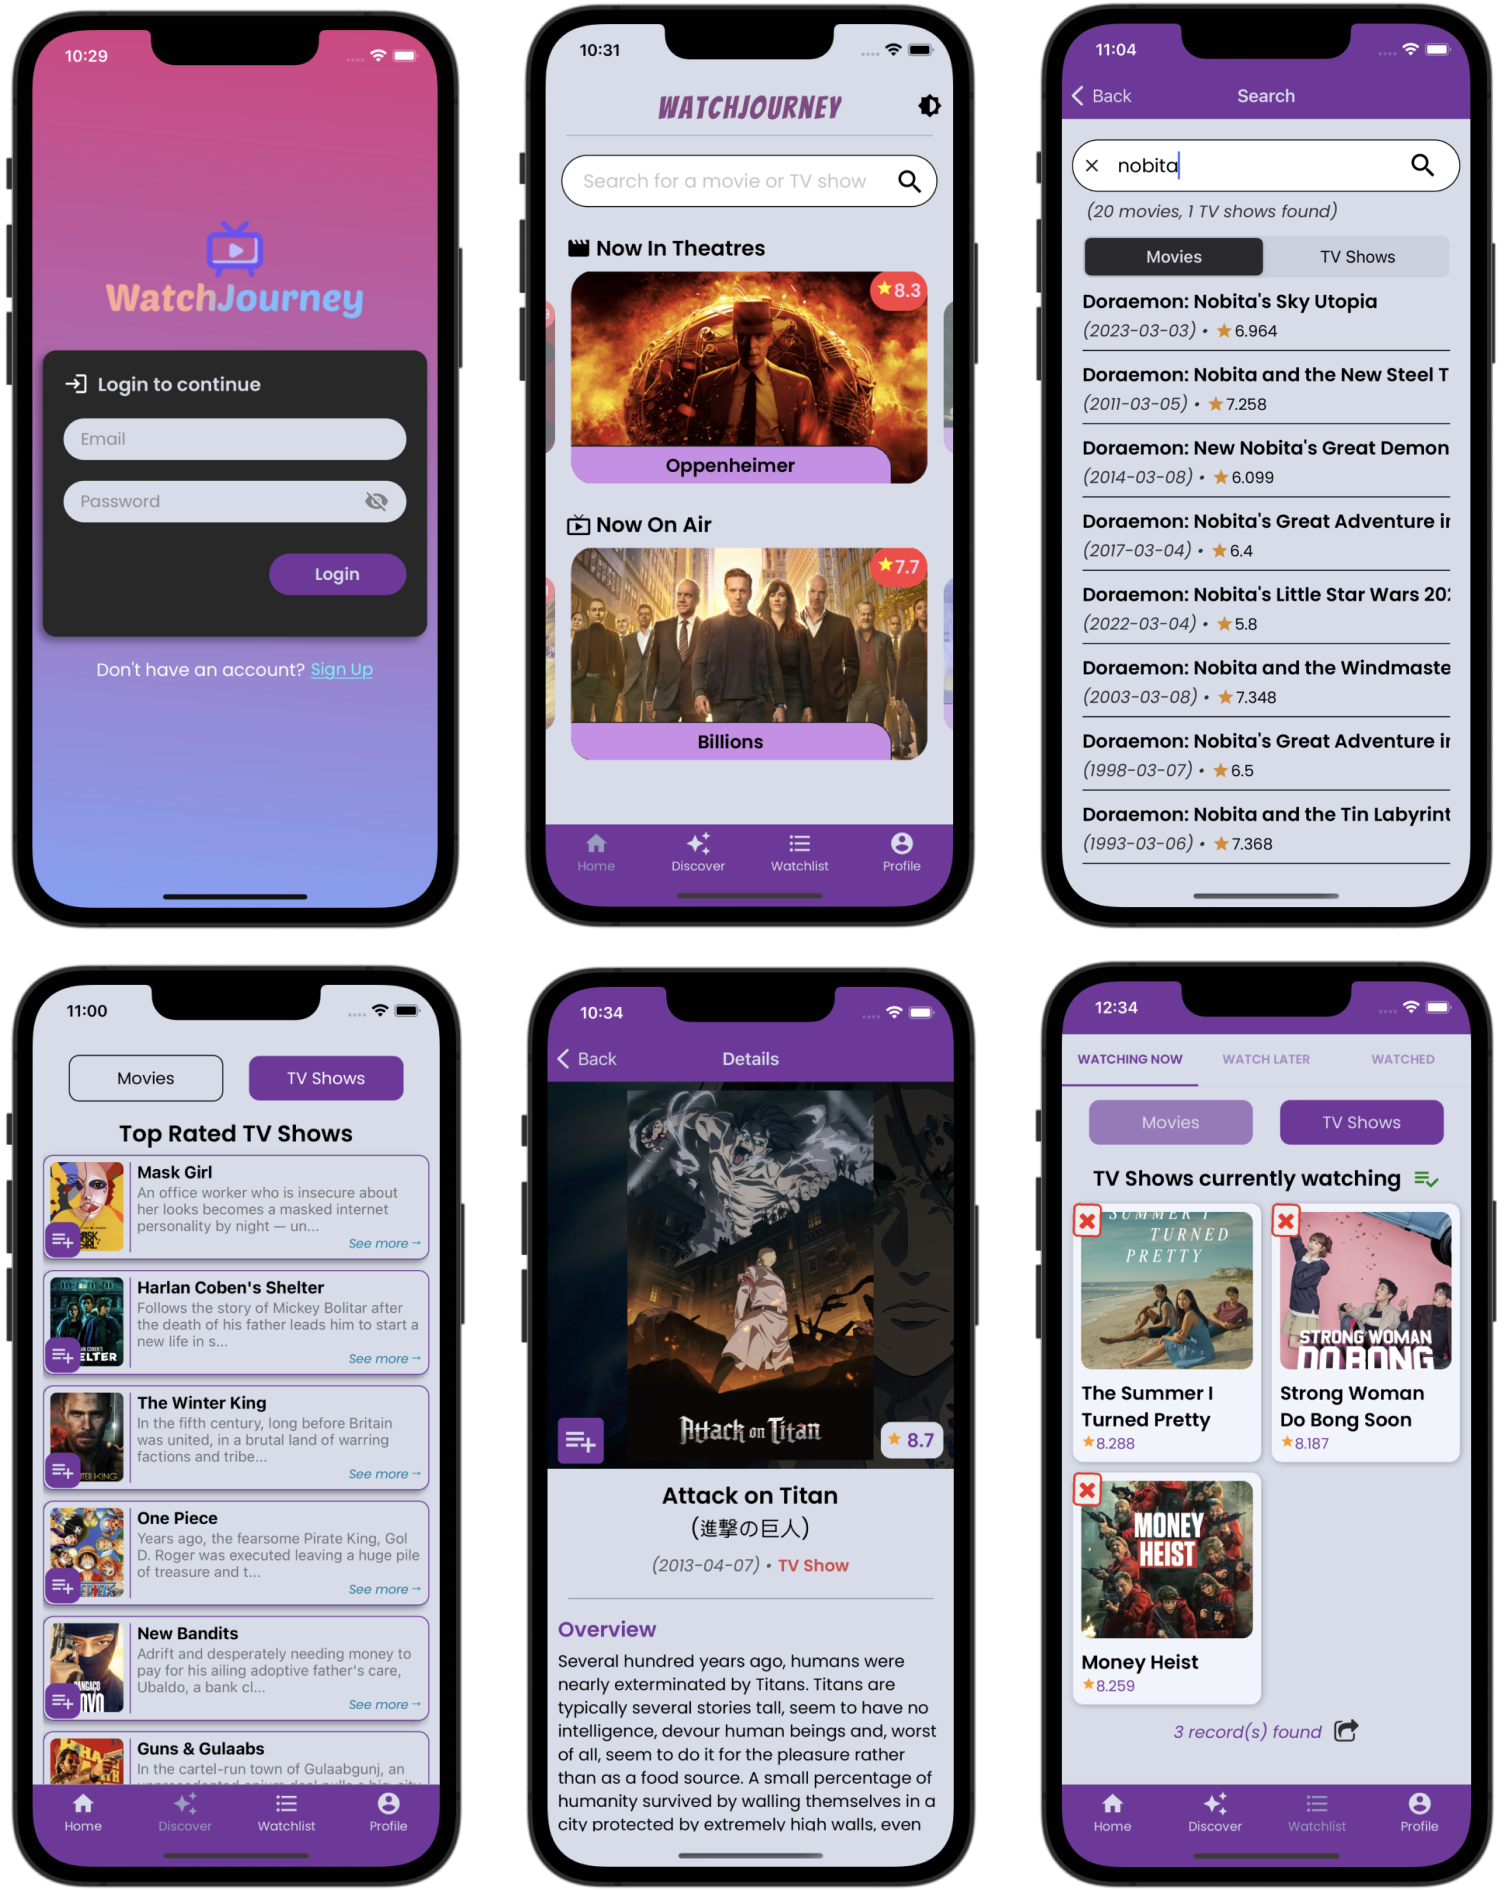 10:29
WatchJourney
Login to continue
Email
Password
Login
Don't have an account? Sign Up
10:31
WATCHJOURNEY
Search for a movie or TV show
Now In Theatres
8.3
Oppenheimer
Now On Air
7.7
Billions
Home
Discover
Watchlist
Profile
11:04
Back
Search
nobita
(20 movies, 1 TV shows found)
Movies
TV Shows
Doraemon: Nobita's Sky Utopia
(2023-03-03) • 6.964
Doraemon: Nobita and the New Steel T
(2011-03-05) • 7.258
Doraemon: New Nobita's Great Demon
(2014-03-08) • 6.099
Doraemon: Nobita's Great Adventure in
(2017-03-04) • 6.4
Doraemon: Nobita's Little Star Wars 202
(2022-03-04) • 5.8
Doraemon: Nobita and the Windmaste
(2003-03-08) • 7.348
Doraemon: Nobita's Great Adventure in
(1998-03-07) • 6.5
Doraemon: Nobita and the Tin Labyrint
(1993-03-06) • 7.368
11:00
Movies
TV Shows
Top Rated TV Shows
Mask Girl
An office worker who is insecure about
her looks becomes a masked internet
personality by night — un...
See more →
Harlan Coben's Shelter
Follows the story of Mickey Bolitar after
the death of his father leads him to start a
new life in s...
See more →
The Winter King
In the fifth century, long before Britain
was united, in a brutal land of warring
factions and tribe...
See more →
One Piece
Years ago, the fearsome Pirate King, Gol
D. Roger was executed leaving a huge pile
of treasure and t...
See more →
New Bandits
Adrift and desperately needing money to
pay for his ailing adoptive father's care,
Ubaldo, a bank cl...
See more →
Guns & Gulaabs
In the cartel-run town of Gulaabgunj, an
Home
Discover
Watchlist
Profile
10:34
Back
Details
Attack on Titan
8.7
Attack on Titan
(進撃の巨人)
(2013-04-07) • TV Show
Overview
Several hundred years ago, humans were
nearly exterminated by Titans. Titans are
typically several stories tall, seem to have no
intelligence, devour human beings and, worst
of all, seem to do it for the pleasure rather
than as a food source. A small percentage of
humanity survived by walling themselves in a
city protected by extremely high walls, even
12:34
WATCHING NOW
WATCH LATER
WATCHED
Movies
TV Shows
TV Shows currently watching
SUMMER I
TURNED
PRETTY
The Summer I
Turned Pretty
8.288
STRONG WOMAN
DO BONG
Strong Woman
Do Bong Soon
8.187
MONEY
HEIST
Money Heist
8.259
3 record(s) found
Home
Discover
Watchlist
Profile